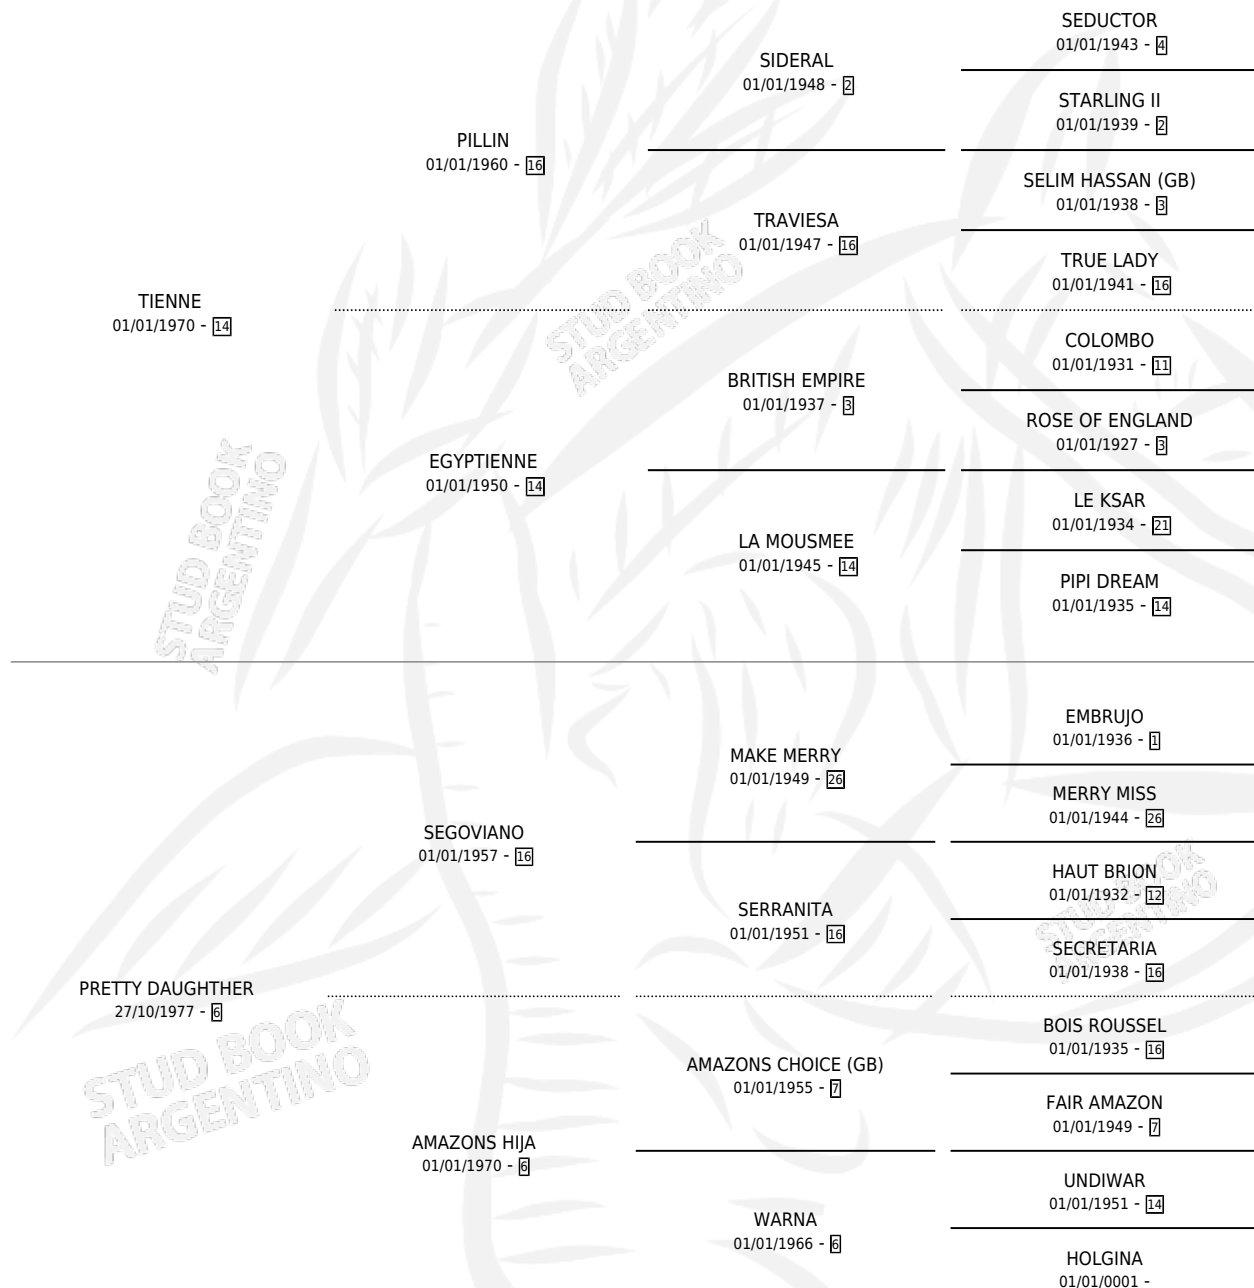 SEDUCTOR
01/01/1943 - 4
SIDERAL
01/01/1948 - 2
STARLING II
01/01/1939 - 2
PILLIN
01/01/1960 - 16
SELIM HASSAN (GB)
01/01/1938 - 3
TRAVIESA
01/01/1947 - 16
TRUE LADY
01/01/1941 - 16
TIENNE
01/01/1970 - 14
STUD BOOK
ARGENTINO
COLOMBO
01/01/1931 - 11
BRITISH EMPIRE
01/01/1937 - 3
ROSE OF ENGLAND
01/01/1927 - 3
EGYPTIENNE
01/01/1950 - 14
LE KSAR
01/01/1934 - 21
LA MOUSMEE
01/01/1945 - 14
PIPI DREAM
01/01/1935 - 14
STUD BOOK
ARGENTINO
EMBRUJO
01/01/1936 - 1
MAKE MERRY
01/01/1949 - 26
MERRY MISS
01/01/1944 - 26
SEGOVIANO
01/01/1957 - 16
HAUT BRION
01/01/1932 - 12
SERRANITA
01/01/1951 - 16
STUD BOOK
ARGENTINO
SECRETARIA
01/01/1938 - 16
PRETTY DAUGHTHER
27/10/1977 - 6
BOIS ROUSSEL
01/01/1935 - 16
STUD BOOK
ARGENTINO
AMAZONS CHOICE (GB)
01/01/1955 - 7
FAIR AMAZON
01/01/1949 - 7
AMAZONS HIJA
01/01/1970 - 6
UNDIWAR
01/01/1951 - 14
WARNA
01/01/1966 - 6
HOLGINA
01/01/0001 -